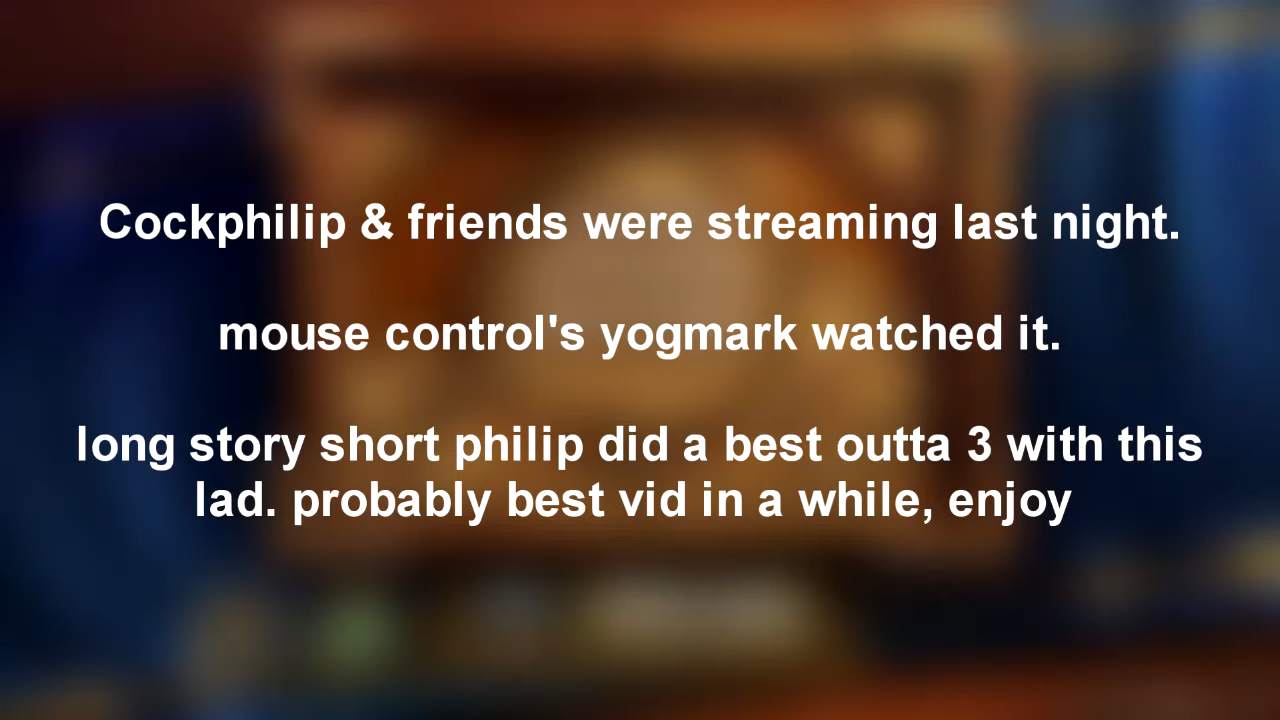 Cockphilip & friends were streaming last night.
mouse control's yogmark watched it.
long story short philip did a best outta 3 with this
lad. probably best vid in a while, enjoy